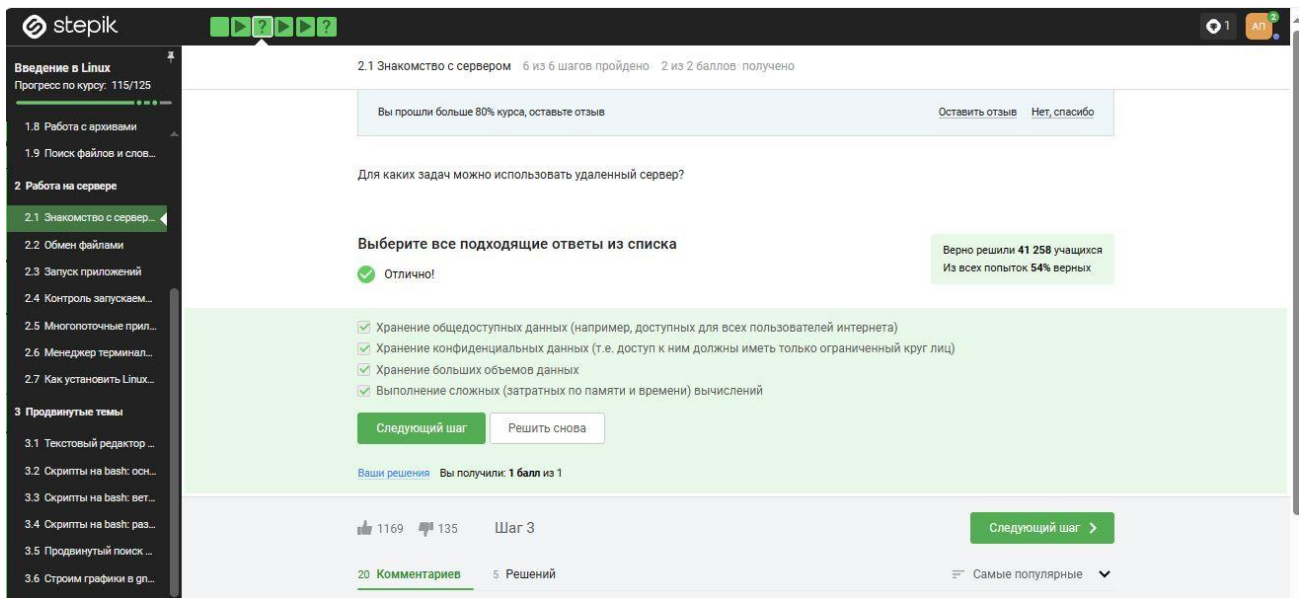 stepik
?
?
1
АП
2
Введение в Linux
Прогресс по курсу: 115/125
1.8 Работа с архивами
1.9 Поиск файлов и слов...
2 Работа на сервере
2.1 Знакомство с сервер...
2.2 Обмен файлами
2.3 Запуск приложений
2.4 Контроль запускаем...
2.5 Многопоточные прил...
2.6 Менеджер терминал...
2.7 Как установить Linux...
3 Продвинутые темы
3.1 Текстовый редактор ...
3.2 Скрипты на bash: осн...
3.3 Скрипты на bash: вет...
3.4 Скрипты на bash: раз...
3.5 Продвинутый поиск ...
3.6 Строим графики в gn...
2.1 Знакомство с сервером 6 из 6 шагов пройдено 2 из 2 баллов получено
Вы прошли больше 80% курса, оставьте отзыв Оставить отзыв Нет, спасибо
Для каких задач можно использовать удаленный сервер?
Выберите все подходящие ответы из списка
Отлично!
Верно решили 41 258 учащихся
Из всех попыток 54% верных
Хранение общедоступных данных (например, доступных для всех пользователей интернета)
Хранение конфиденциальных данных (т.е. доступ к ним должны иметь только ограниченный круг лиц)
Хранение больших объемов данных
Выполнение сложных (затратных по памяти и времени) вычислений
Следующий шаг Решить снова
Ваши решения Вы получили: 1 балл из 1
1169 135 Шаг 3 Следующий шаг
20 Комментариев 5 Решений Самые популярные